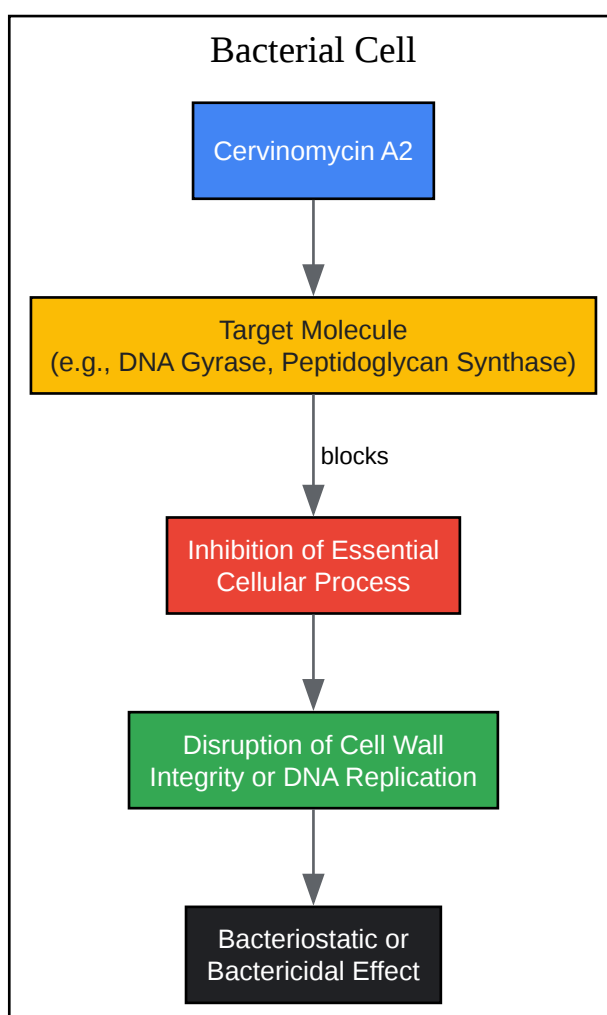 Bacterial Cell
Cervinomycin A2
Target Molecule
(e.g., DNA Gyrase, Peptidoglycan Synthase)
blocks
Inhibition of Essential
Cellular Process
Disruption of Cell Wall
Integrity or DNA Replication
Bacteriostatic or
Bactericidal Effect